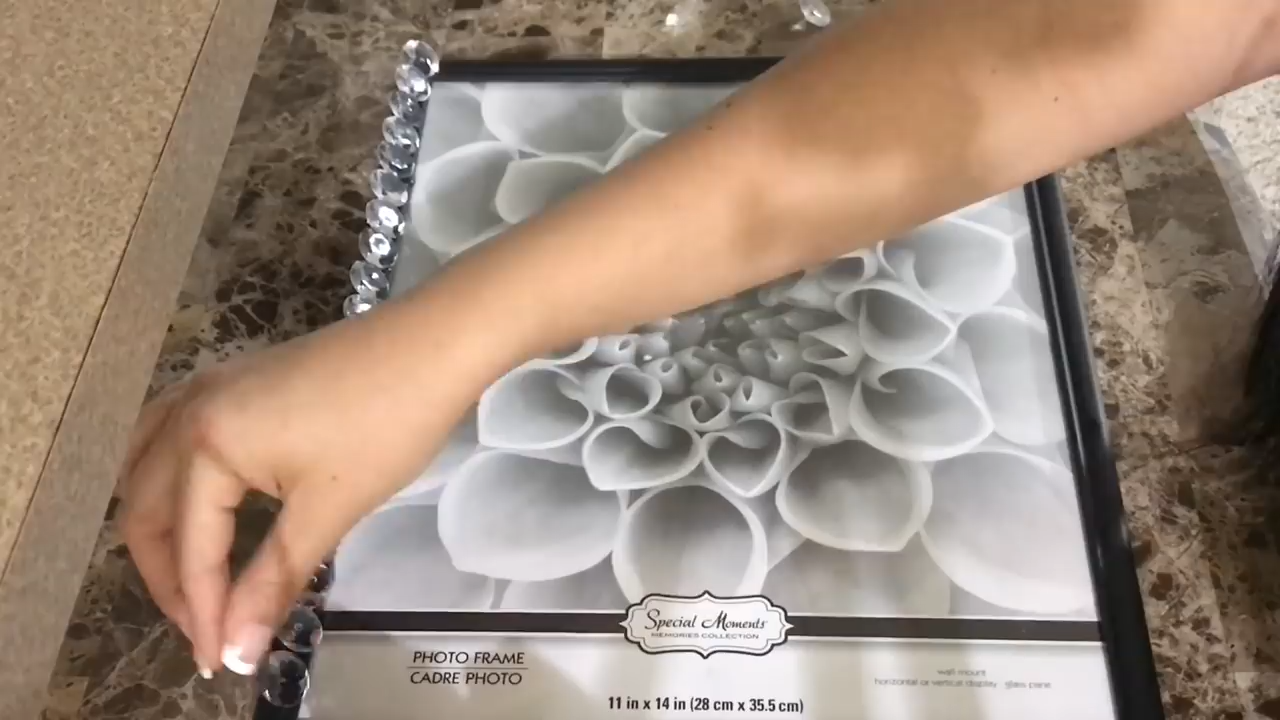 Special Moments
MEMORIES COLLECTION
PHOTO FRAME
CADRE PHOTO
wall mount
horizontal or vertical display · glass pane
11 in x 14 in (28 cm x 35.5 cm)